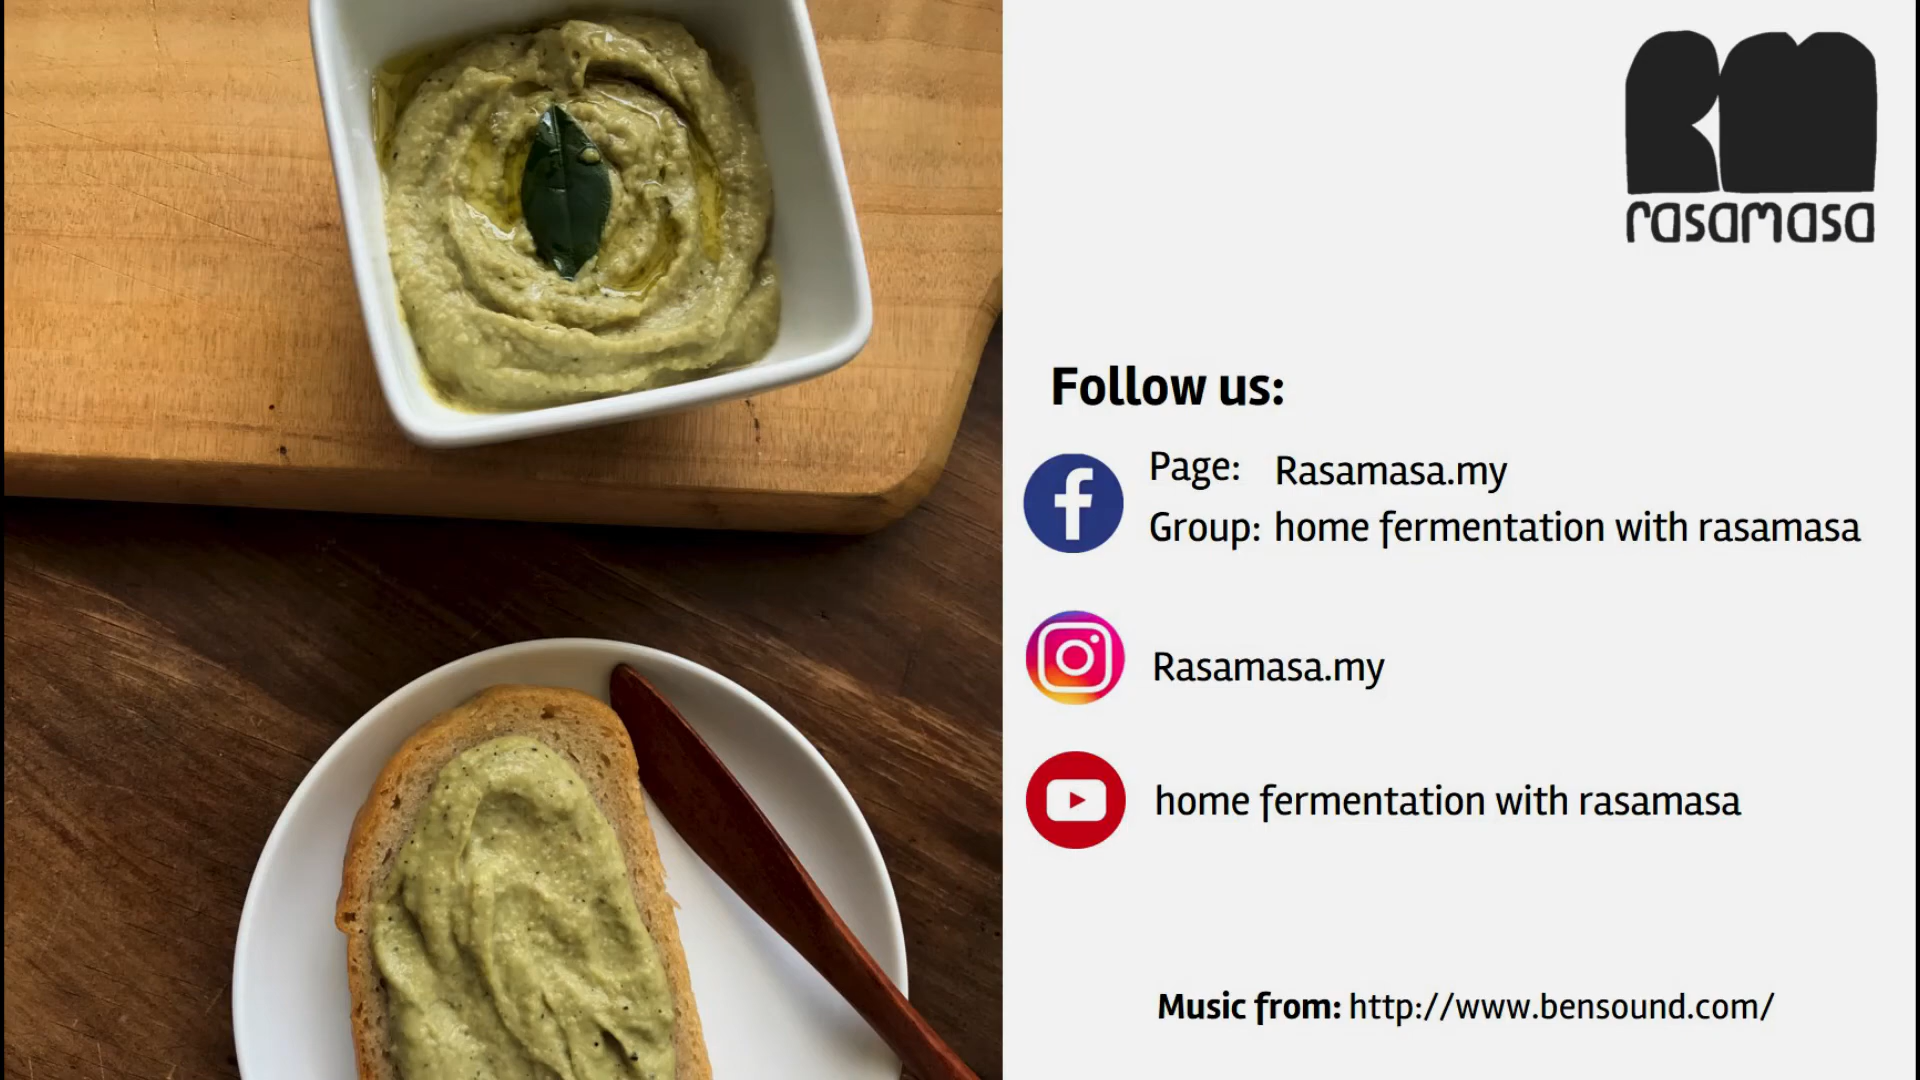 rasamasa
Follow us:
Page: Rasamasa.my
Group: home fermentation with rasamasa
Rasamasa.my
home fermentation with rasamasa
Music from: http://www.bensound.com/